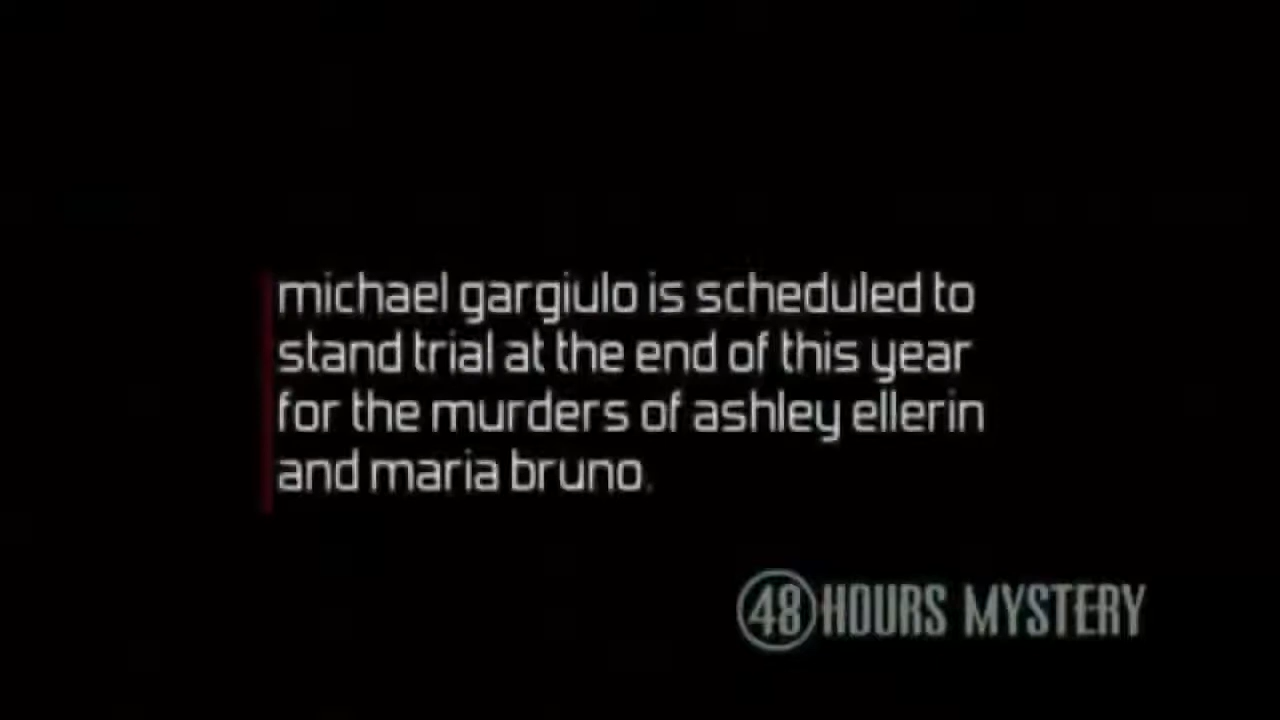 michael gargiulo is scheduled to
stand trial at the end of this year
for the murders of ashley ellerin
and maria bruno.
48 HOURS MYSTERY